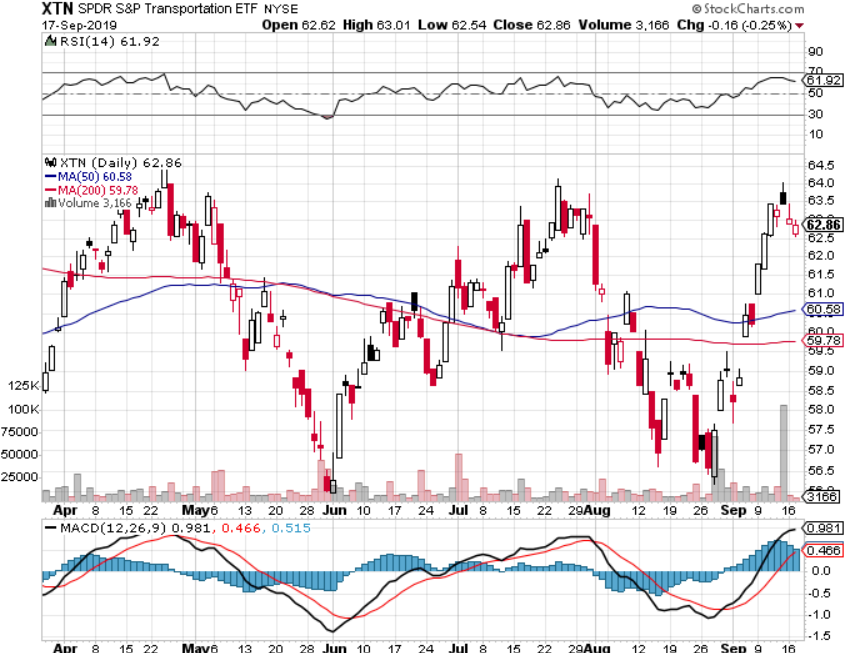 XTN SPDR S&P Transportation ETF NYSE © StockCharts.com
17-Sep-2019 Open 62.62 High 63.01 Low 62.54 Close 62.86 Volume 3,166 Chg -0.16 (-0.25%)
RSI(14) 61.92
90
70
61.92
50
30
10
XTN (Daily) 62.86
MA(50) 60.58
MA(200) 59.78
Volume 3,166
64.5
64.0
63.5
62.86
62.5
62.0
61.5
61.0
60.58
60.0
59.78
59.5
59.0
58.5
58.0
57.5
57.0
56.5
3166
125K
100K
75000
50000
25000
Apr 8 15 22 May 6 13 20 28 Jun 10 17 24 Jul 8 15 22 29 Aug 12 19 26 Sep 9 16
MACD(12,26,9) 0.981, 0.466, 0.515
0.981
0.466
0.0
-0.5
-1.0
-1.5
Apr 8 15 22 May 6 13 20 28 Jun 10 17 24 Jul 8 15 22 29 Aug 12 19 26 Sep 9 16